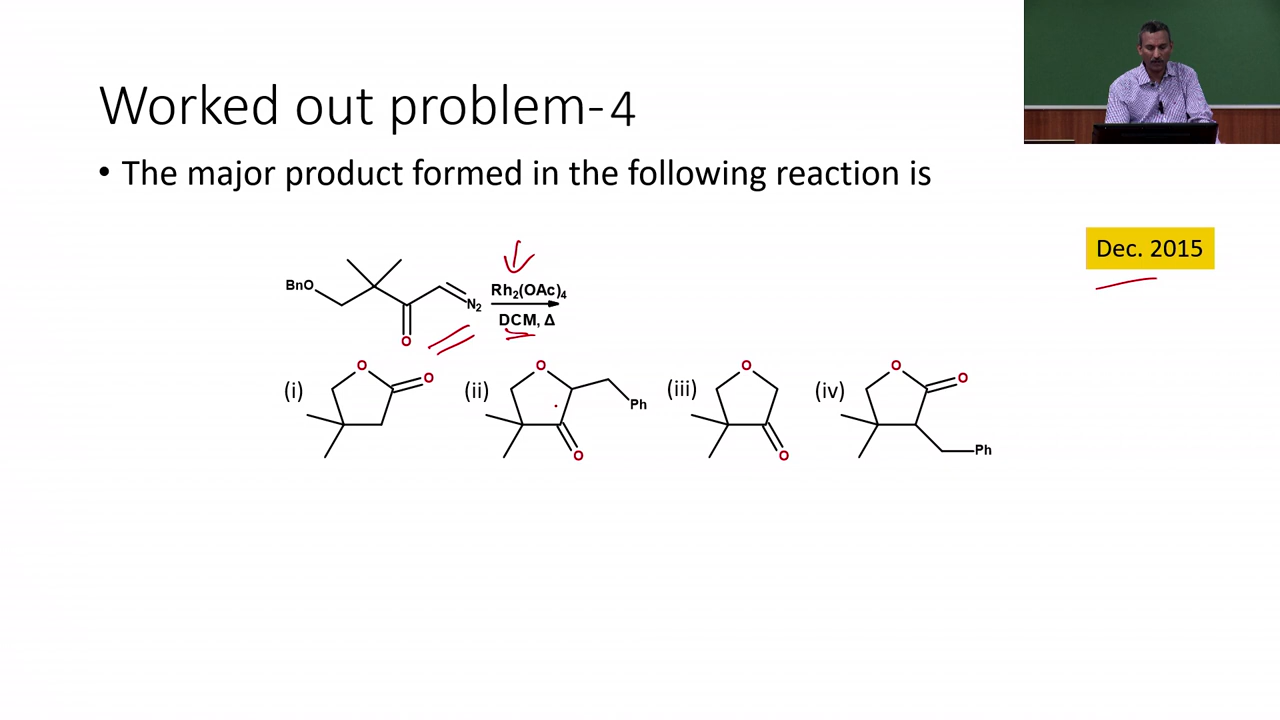 Worked out problem-4
• The major product formed in the following reaction is
Dec. 2015
BnO
N2
O
Rh2(OAc)4
DCM, Δ
(i)
O
O
(ii)
O
Ph
O
(iii)
O
O
(iv)
O
O
Ph